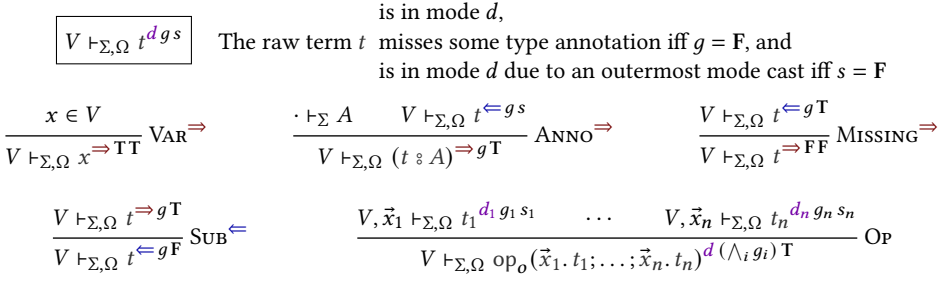 is in mode d,
V ⊢Σ,Ω t^{d g s} The raw term t misses some type annotation iff g = F, and
is in mode d due to an outermost mode cast iff s = F
x ∈ V
V ⊢Σ,Ω x^{⇒ T T} Var⇒
· ⊢Σ A V ⊢Σ,Ω t^{⇐ g s}
V ⊢Σ,Ω (t ⦂ A)^{⇒ g T} Anno⇒
V ⊢Σ,Ω t^{⇐ g T}
V ⊢Σ,Ω t^{⇒ F F} Missing⇒
V ⊢Σ,Ω t^{⇒ g T}
V ⊢Σ,Ω t^{⇐ g F} Sub⇐
V, x⃗₁ ⊢Σ,Ω t₁^{d₁ g₁ s₁} ⋯ V, x⃗ₙ ⊢Σ,Ω tₙ^{dₙ gₙ sₙ}
V ⊢Σ,Ω opₒ(x⃗₁. t₁; … ; x⃗ₙ. tₙ)^{d (⋀ᵢ gᵢ) T} Op